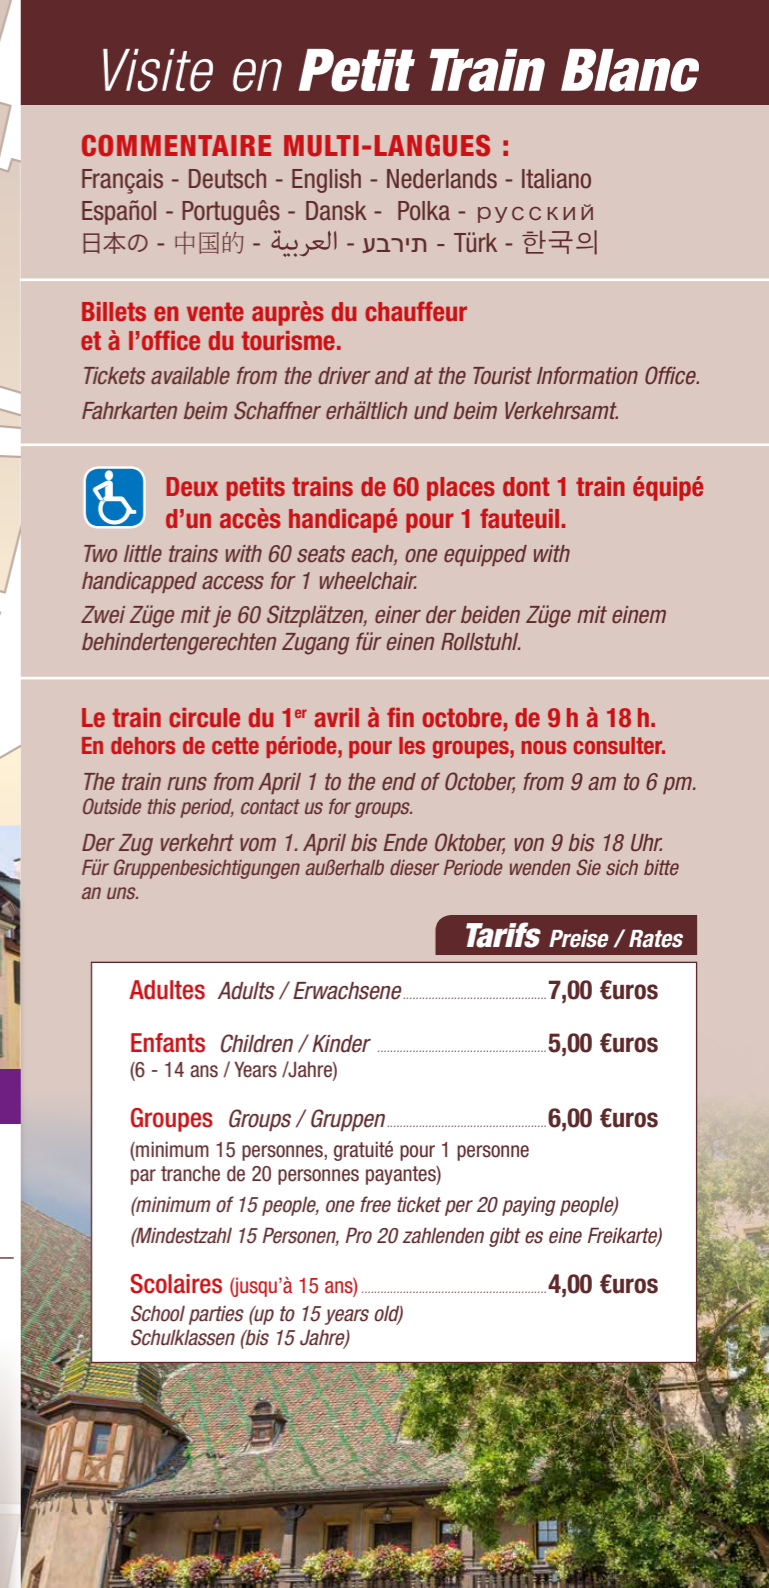 Visite en Petit Train Blanc
COMMENTAIRE MULTI-LANGUES :
Français - Deutsch - English - Nederlands - Italiano
Español - Português - Dansk - Polka - русский
日本の - 中国的 - العربية - תירבע - Türk - 한국의
Billets en vente auprès du chauffeur
et à l’office du tourisme.
Tickets available from the driver and at the Tourist Information Office.
Fahrkarten beim Schaffner erhältlich und beim Verkehrsamt.
Deux petits trains de 60 places dont 1 train équipé
d’un accès handicapé pour 1 fauteuil.
Two little trains with 60 seats each, one equipped with
handicapped access for 1 wheelchair.
Zwei Züge mit je 60 Sitzplätzen, einer der beiden Züge mit einem
behindertengerechten Zugang für einen Rollstuhl.
Le train circule du 1er avril à fin octobre, de 9 h à 18 h.
En dehors de cette période, pour les groupes, nous consulter.
The train runs from April 1 to the end of October, from 9 am to 6 pm.
Outside this period, contact us for groups.
Der Zug verkehrt vom 1. April bis Ende Oktober, von 9 bis 18 Uhr.
Für Gruppenbesichtigungen außerhalb dieser Periode wenden Sie sich bitte
an uns.
Tarifs Preise / Rates
Adultes Adults / Erwachsene 7,00 €uros
Enfants Children / Kinder 5,00 €uros
(6 - 14 ans / Years /Jahre)
Groupes Groups / Gruppen 6,00 €uros
(minimum 15 personnes, gratuité pour 1 personne
par tranche de 20 personnes payantes)
(minimum of 15 people, one free ticket per 20 paying people)
(Mindestzahl 15 Personen, Pro 20 zahlenden gibt es eine Freikarte)
Scolaires (jusqu’à 15 ans) 4,00 €uros
School parties (up to 15 years old)
Schulklassen (bis 15 Jahre)